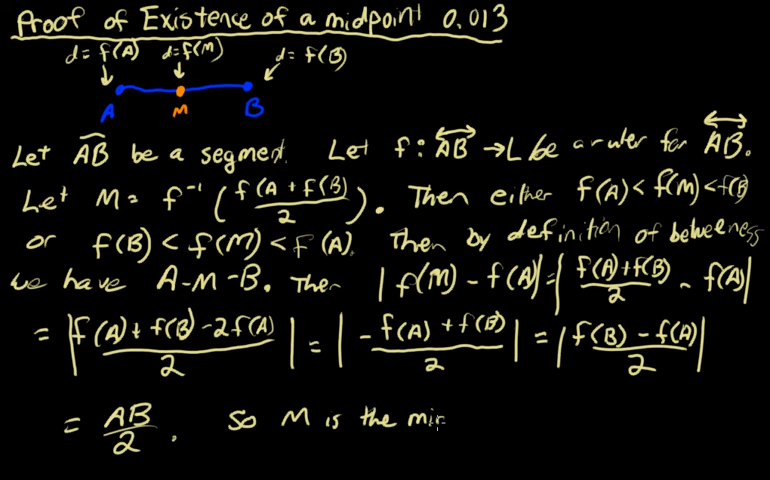 Proof of Existence of a midpoint 0.013
d = f(A) d = f(M) d = f(B)
A M B
Let AB be a segment. Let f : AB → L be a ruler for AB.
Let M = f⁻¹ ( f(A + f(B) / 2 ). Then either f(A) < f(M) < f(B)
or f(B) < f(M) < f(A). Then by definition of betweeness
we have A-M-B. Then | f(M) - f(A)| = | f(A) + f(B) / 2 - f(A)|
= | f(A) + f(B) - 2f(A) / 2 | = | -f(A) + f(B) / 2 | = | f(B) - f(A) / 2 |
= AB / 2 . So M is the mi